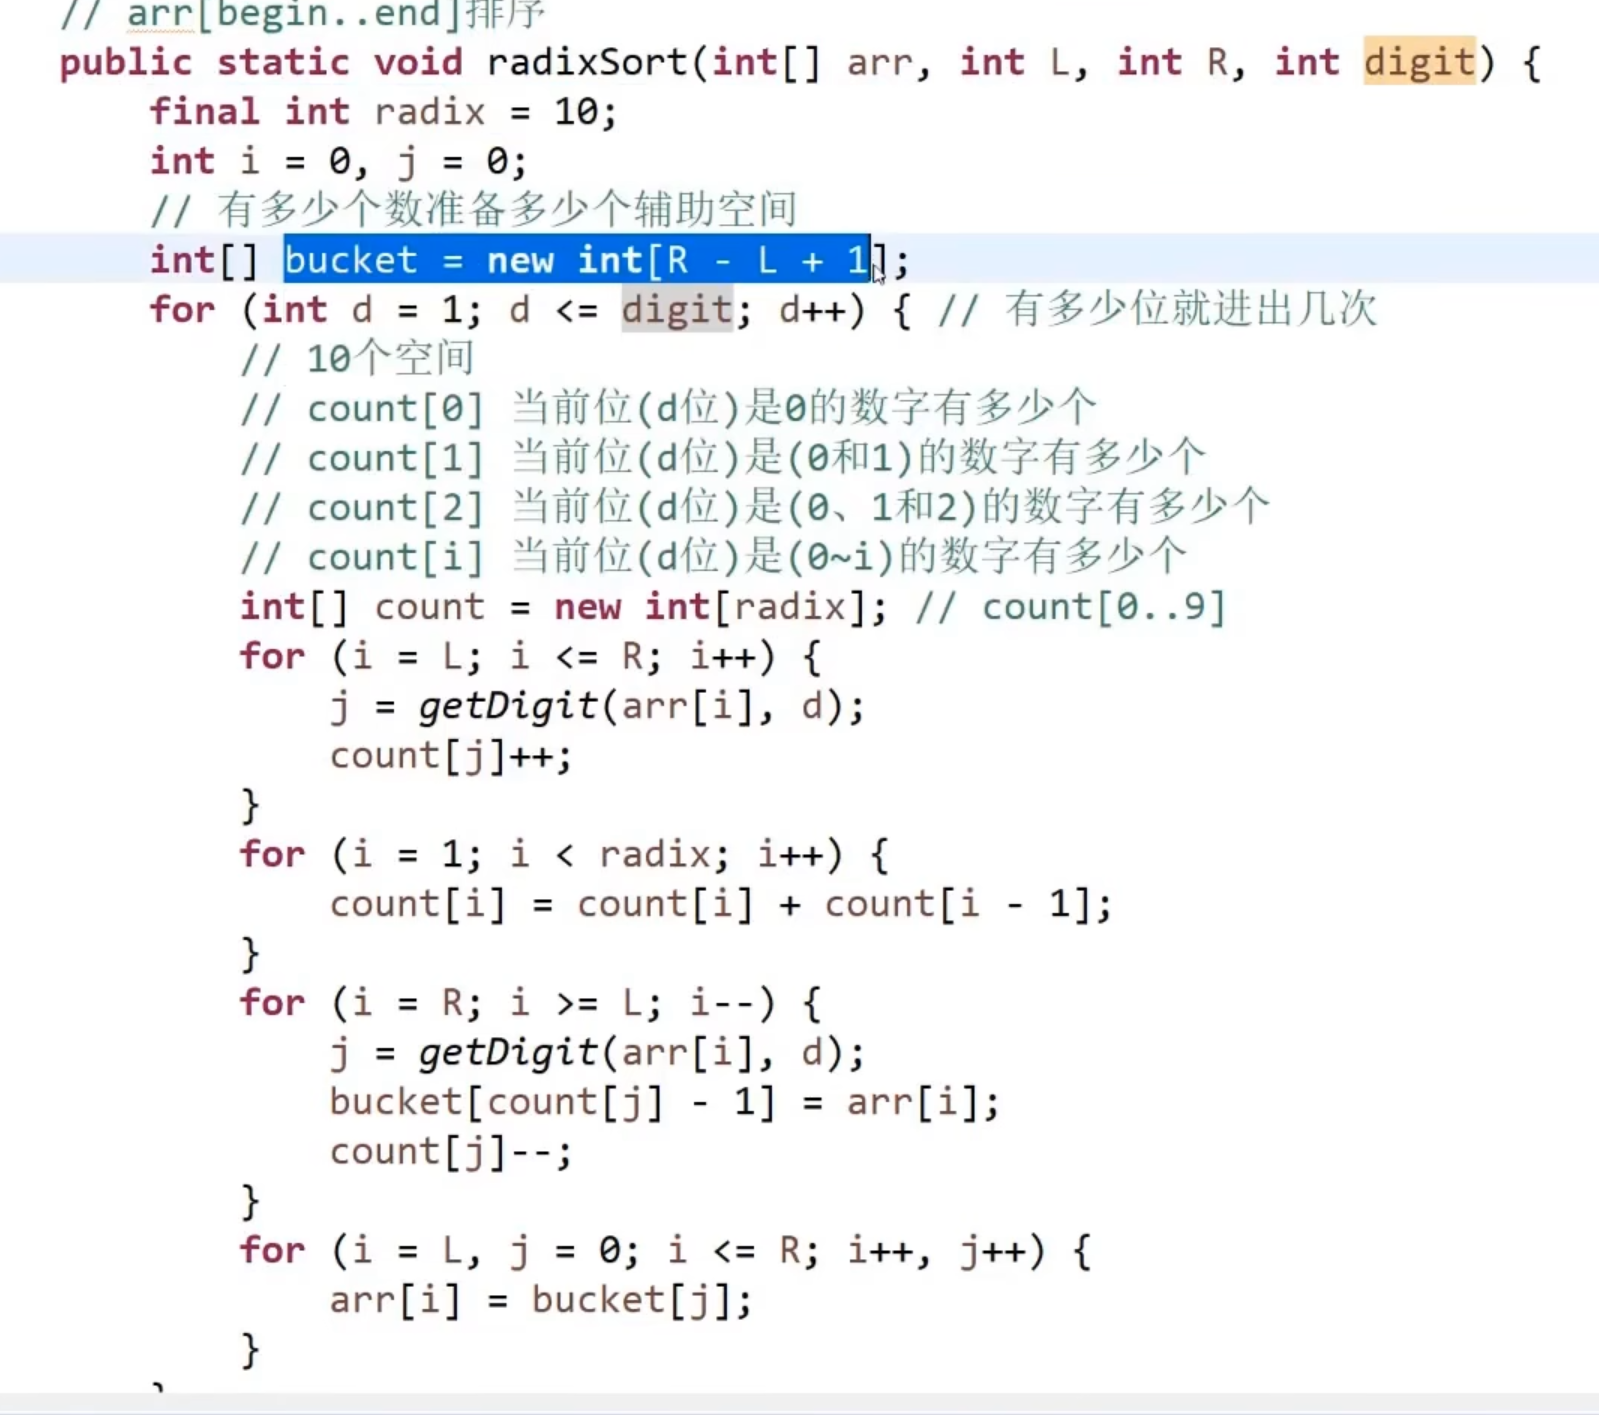 // arr[begin..end]排序
public static void radixSort(int[] arr, int L, int R, int digit) {
final int radix = 10;
int i = 0, j = 0;
// 有多少个数准备多少个辅助空间
int[] bucket = new int[R - L + 1];
for (int d = 1; d <= digit; d++) { // 有多少位就进出几次
// 10个空间
// count[0] 当前位(d位)是0的数字有多少个
// count[1] 当前位(d位)是(0和1)的数字有多少个
// count[2] 当前位(d位)是(0、1和2)的数字有多少个
// count[i] 当前位(d位)是(0~i)的数字有多少个
int[] count = new int[radix]; // count[0..9]
for (i = L; i <= R; i++) {
j = getDigit(arr[i], d);
count[j]++;
}
for (i = 1; i < radix; i++) {
count[i] = count[i] + count[i - 1];
}
for (i = R; i >= L; i--) {
j = getDigit(arr[i], d);
bucket[count[j] - 1] = arr[i];
count[j]--;
}
for (i = L, j = 0; i <= R; i++, j++) {
arr[i] = bucket[j];
}